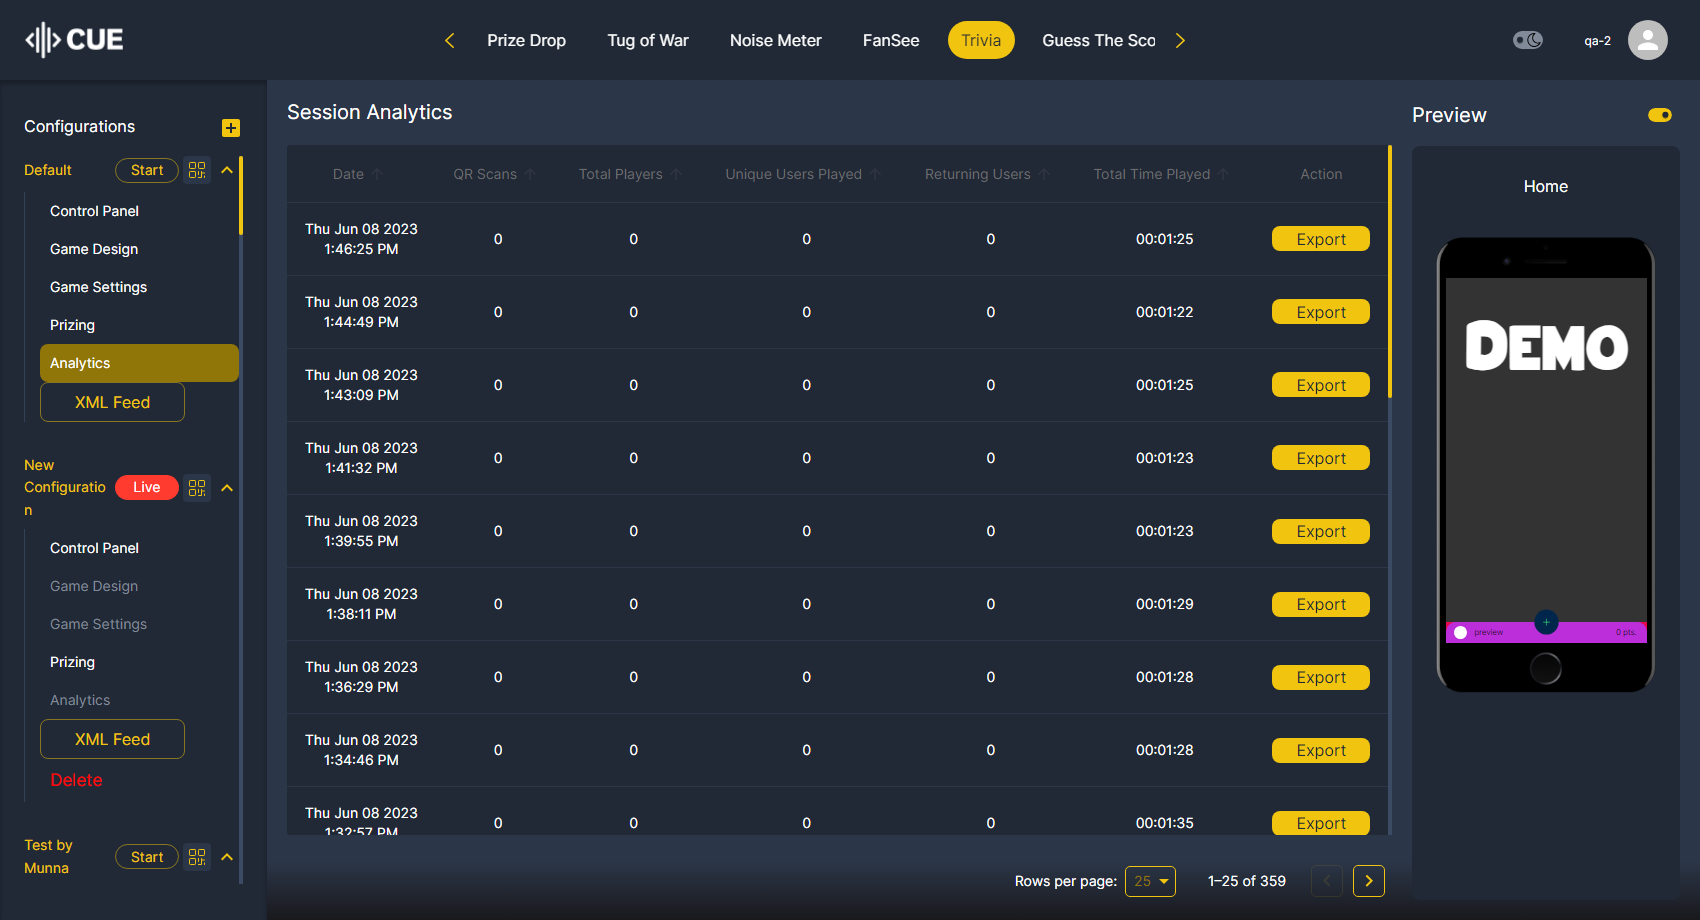 CUE
Prize Drop
Tug of War
Noise Meter
FanSee
Trivia
Guess The Sco
qa-2
Configurations
Default
Start
Control Panel
Game Design
Game Settings
Prizing
Analytics
XML Feed
New
Configuratio
n
Live
Control Panel
Game Design
Game Settings
Prizing
Analytics
XML Feed
Delete
Test by
Munna
Start
Session Analytics
Date QR Scans Total Players Unique Users Played Returning Users Total Time Played Action
Thu Jun 08 2023
1:46:25 PM
0 0 0 0 00:01:25 Export
Thu Jun 08 2023
1:44:49 PM
0 0 0 0 00:01:22 Export
Thu Jun 08 2023
1:43:09 PM
0 0 0 0 00:01:25 Export
Thu Jun 08 2023
1:41:32 PM
0 0 0 0 00:01:23 Export
Thu Jun 08 2023
1:39:55 PM
0 0 0 0 00:01:23 Export
Thu Jun 08 2023
1:38:11 PM
0 0 0 0 00:01:29 Export
Thu Jun 08 2023
1:36:29 PM
0 0 0 0 00:01:28 Export
Thu Jun 08 2023
1:34:46 PM
0 0 0 0 00:01:28 Export
Thu Jun 08 2023
1:32:57 PM
0 0 0 0 00:01:35 Export
Rows per page: 25 1–25 of 359
Preview
Home
DEMO
preview
0 pts.